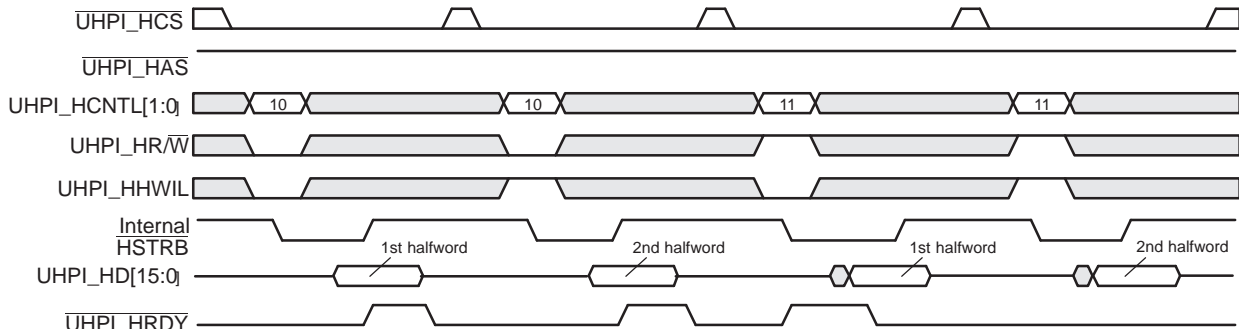 UHPI_HCS
UHPI_HAS
UHPI_HCNTL[1:0] 10 10 11 11
UHPI_HR/W
UHPI_HHWIL
Internal
HSTRB
1st halfword 2nd halfword 1st halfword 2nd halfword
UHPI_HD[15:0]
UHPI_HRDY